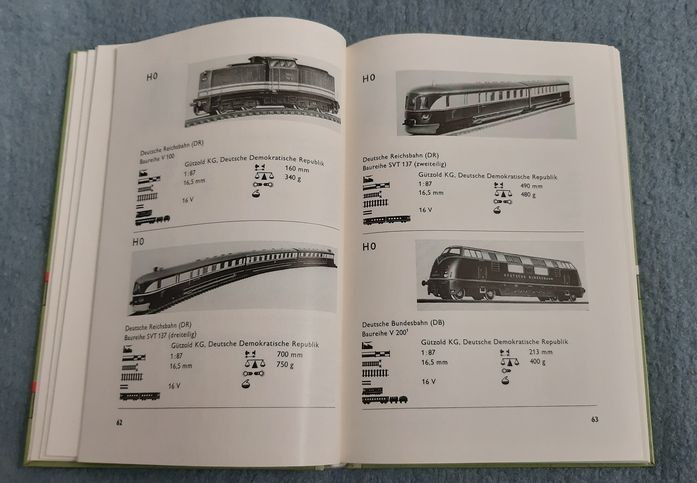 H0
Deutsche Reichsbahn (DR)
Baureihe V 100
Gützold KG, Deutsche Demokratische Republik
1:87
160 mm
16,5 mm
340 g
16 V
H0
Deutsche Reichsbahn (DR)
Baureihe SVT 137 (dreiteilig)
Gützold KG, Deutsche Demokratische Republik
1:87
700 mm
16,5 mm
750 g
16 V
62
H0
Deutsche Reichsbahn (DR)
Baureihe SVT 137 (zweiteilig)
Gützold KG, Deutsche Demokratische Republik
1:87
490 mm
16,5 mm
480 g
16 V
H0
DEUTSCHE BUNDESBAHN
Deutsche Bundesbahn (DB)
Baureihe V 200¹
Gützold KG, Deutsche Demokratische Republik
1:87
213 mm
16,5 mm
400 g
16 V
63